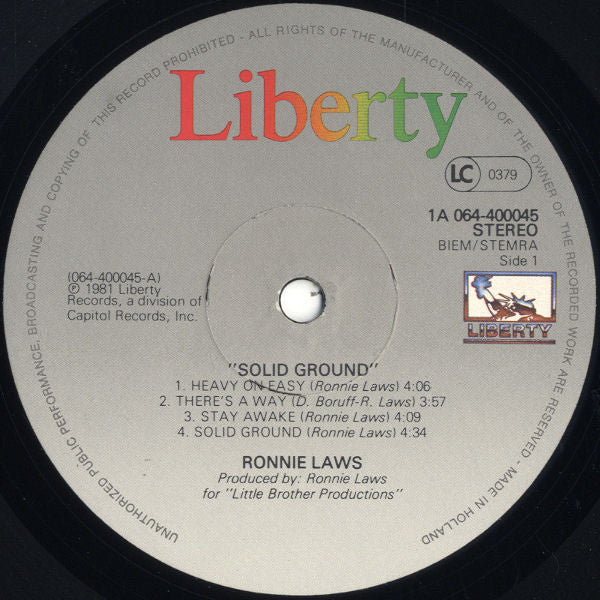 UNAUTHORIZED PUBLIC PERFORMANCE, BROADCASTING AND COPYING OF THIS RECORD PROHIBITED - ALL RIGHTS OF THE MANUFACTURER AND OF THE OWNER OF THE RECORDED WORK ARE RESERVED - MADE IN HOLLAND
Liberty
LC 0379
1A 064-400045
STEREO
BIEM/STEMRA
Side 1
(064-400045-A)
℗ 1981 Liberty
Records, a division of
Capitol Records, Inc.
LIBERTY
"SOLID GROUND"
1. HEAVY ON EASY (Ronnie Laws) 4:06
2. THERE'S A WAY (D. Boruff-R. Laws) 3:57
3. STAY AWAKE (Ronnie Laws) 4:09
4. SOLID GROUND (Ronnie Laws) 4:34
RONNIE LAWS
Produced by: Ronnie Laws
for "Little Brother Productions"